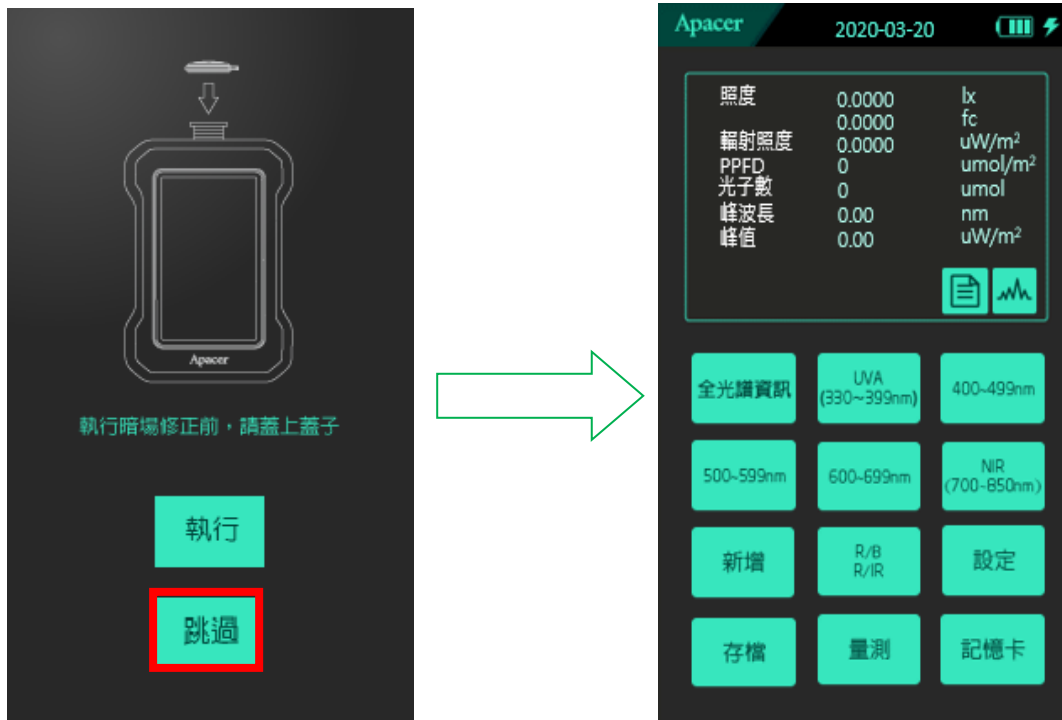 Apacer
執行暗場修正前，請蓋上蓋子
執行
跳過
Apacer 2020-03-20
照度 0.0000 lx
0.0000 fc
輻射照度 0.0000 uW/m²
PPFD 0 umol/m²
光子數 0 umol
峰波長 0.00 nm
峰值 0.00 uW/m²
全光譜資訊
UVA
(330~399nm)
400~499nm
500~599nm
600~699nm
NIR
(700~850nm)
新增
R/B
R/IR
設定
存檔
量測
記憶卡